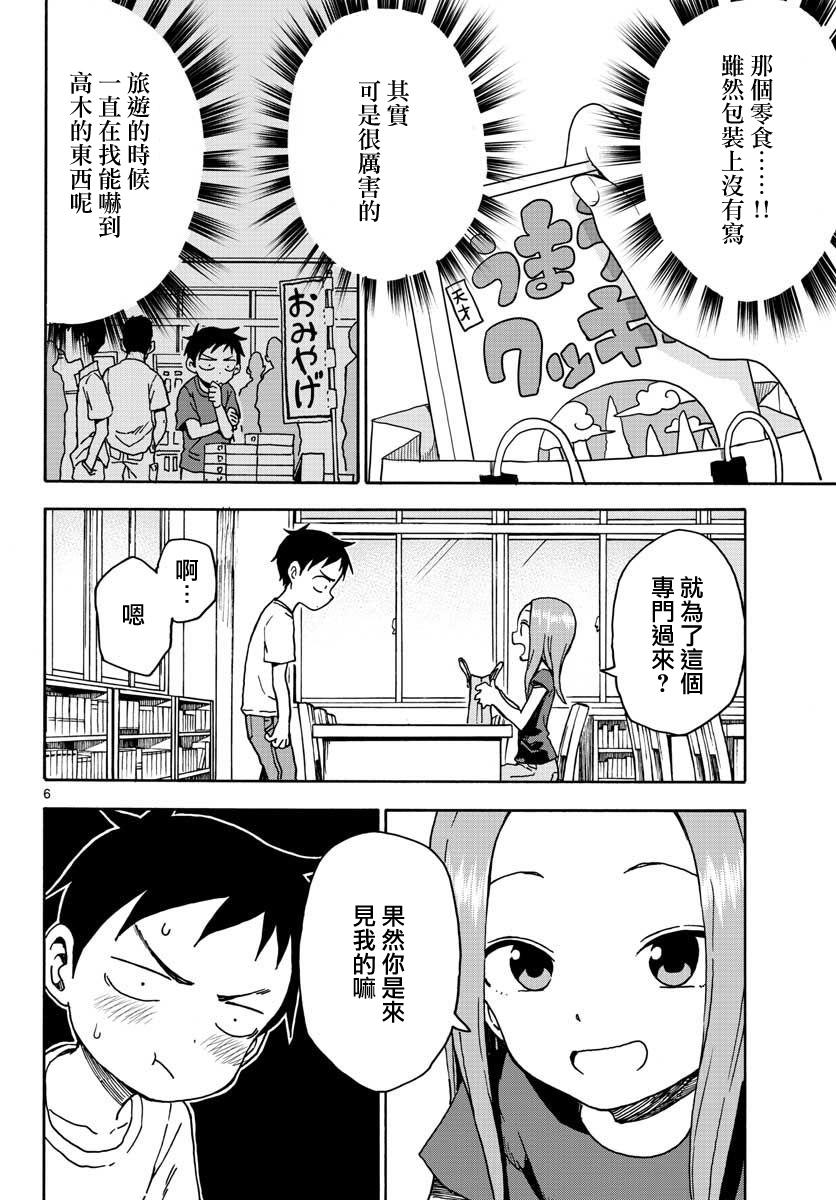 那個零食……!!
雖然包裝上沒有寫
其實
可是很厲害的
つま
クッキ
天才
旅遊的時候
一直在找能嚇到
高木的東西呢
おみやげ
就為了這個
專門過來?
啊…
嗯
6
果然你是來
見我的嘛